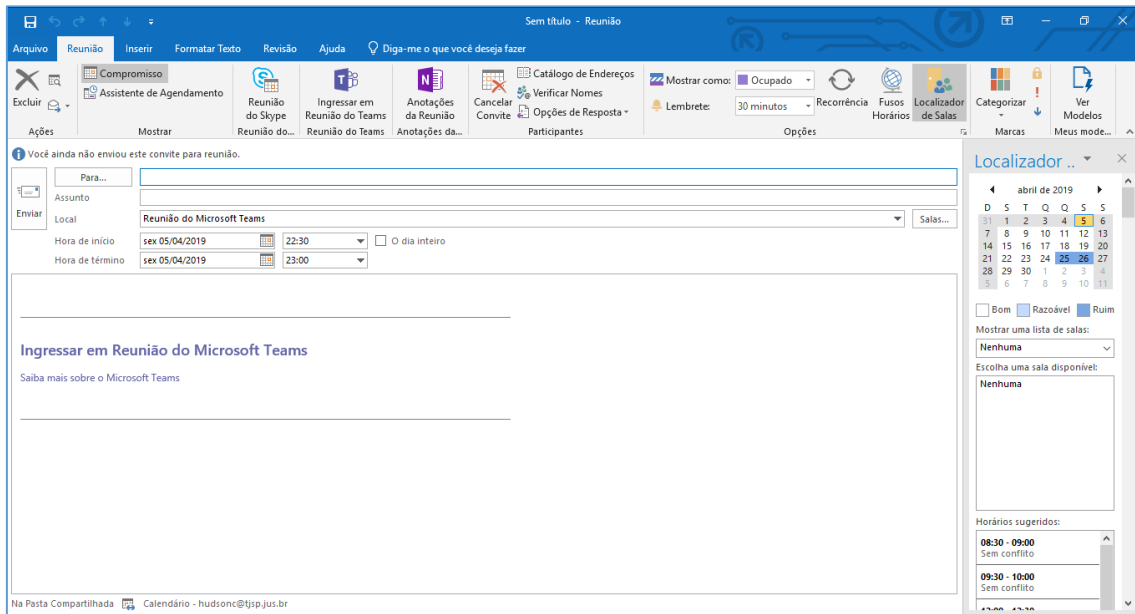 Sem título - Reunião
Arquivo Reunião Inserir Formatar Texto Revisão Ajuda Diga-me o que você deseja fazer
Excluir
Ações
Compromisso
Assistente de Agendamento
Mostrar
Reunião do Skype
Reunião do...
Ingressar em Reunião do Teams
Reunião do Teams
Anotações da Reunião
Anotações da...
Cancelar Convite
Catálogo de Endereços
Verificar Nomes
Opções de Resposta
Participantes
Mostrar como: Ocupado
Lembrete: 30 minutos
Recorrência
Fusos Horários
Localizador de Salas
Opções
Categorizar
Marcas
Ver Modelos
Meus mode...
Você ainda não enviou este convite para reunião.
Enviar
Para...
Assunto
Local Reunião do Microsoft Teams Salas...
Hora de início sex 05/04/2019 22:30 O dia inteiro
Hora de término sex 05/04/2019 23:00
Ingressar em Reunião do Microsoft Teams
Saiba mais sobre o Microsoft Teams
Localizador ..
abril de 2019
D S T Q Q S S
31 1 2 3 4 5 6
7 8 9 10 11 12 13
14 15 16 17 18 19 20
21 22 23 24 25 26 27
28 29 30 1 2 3 4
5 6 7 8 9 10 11
Bom Razoável Ruim
Mostrar uma lista de salas:
Nenhuma
Escolha uma sala disponível:
Nenhuma
Horários sugeridos:
08:30 - 09:00
Sem conflito
09:30 - 10:00
Sem conflito
Na Pasta Compartilhada Calendário - hudsonc@tjsp.jus.br